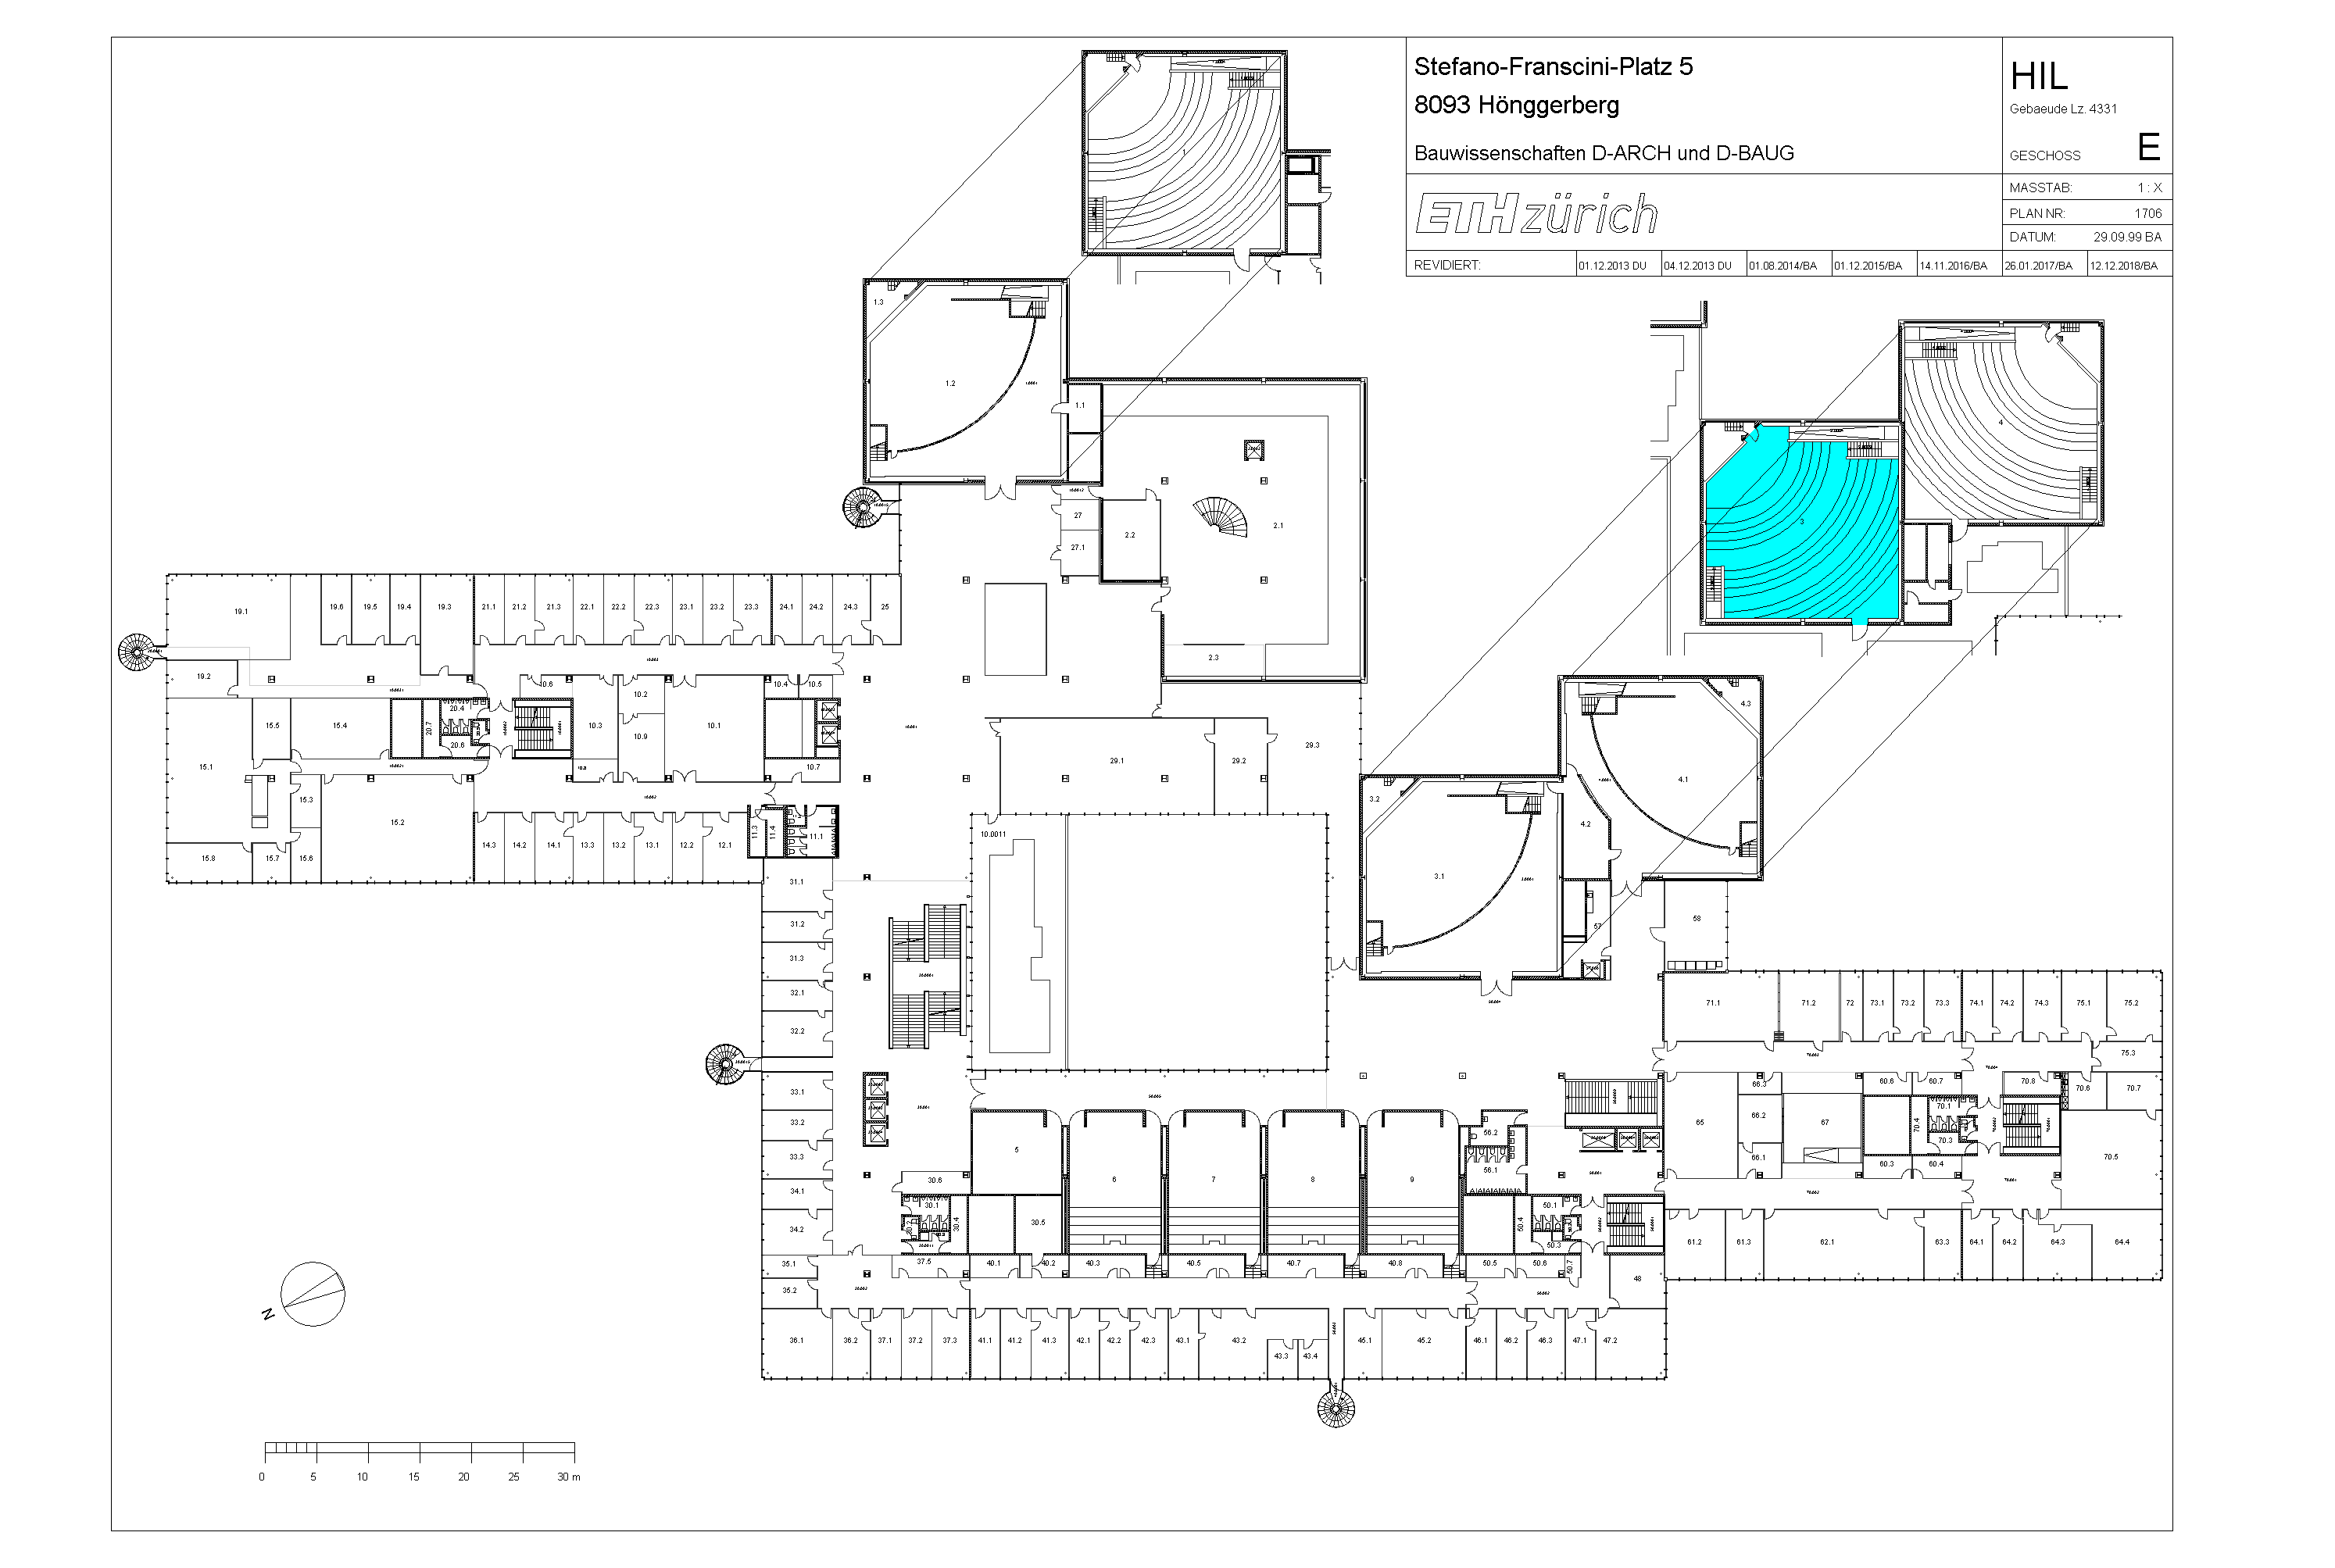 Stefano-Franscini-Platz 5
8093 Hönggerberg
Bauwissenschaften D-ARCH und D-BAUG
HIL
Gebaeude Lz. 4331
GESCHOSS E
MASSTAB: 1 : X
PLAN NR: 1706
DATUM: 29.09.99 BA
ETH zürich
REVIDIERT: 01.12.2013 DU 04.12.2013 DU 01.08.2014/BA 01.12.2015/BA 14.11.2016/BA 26.01.2017/BA 12.12.2018/BA
1
4
3
1.3
1.2
1.1
27
27.1
2.2
2.1
2.3
19.1 19.6 19.5 19.4 19.3 21.1 21.2 21.3 22.1 22.2 22.3 23.1 23.2 23.3 24.1 24.2 24.3 25
19.2
10.6 10.2 10.4 10.5
20.4
15.5 15.4 20.7 20.6 10.3 10.9 10.1
15.1
10.7
15.3
15.2
11.3 11.4 11.1
15.8 15.7 15.6 14.3 14.2 14.1 13.3 13.2 13.1 12.2 12.1
29.1 29.2 29.3
10.0011
3.2
3.1
4.3
4.1
4.2
57
58
31.1
31.2
31.3
32.1
32.2
33.1
33.2
33.3
34.1
34.2
35.1
35.2
71.1 71.2 72 73.1 73.2 73.3 74.1 74.2 74.3 75.1 75.2
75.3
66.3 60.6 60.7 70.8 70.6 70.7
65 66.2 67 70.4 70.1 70.3
66.1 60.3 60.4 70.5
61.2 61.3 62.1 63.3 64.1 64.2 64.3 64.4
5 6 7 8 9
56.2
56.1
30.6
30.1 30.2 30.4 30.5
50.4 50.1 50.3
37.5 40.1 40.2 40.3 40.5 40.7 40.8 50.5 50.6 50.7 48
36.1 36.2 37.1 37.2 37.3 41.1 41.2 41.3 42.1 42.2 42.3 43.1 43.2 43.3 43.4 45.1 45.2 46.1 46.2 46.3 47.1 47.2
N
0 5 10 15 20 25 30 m